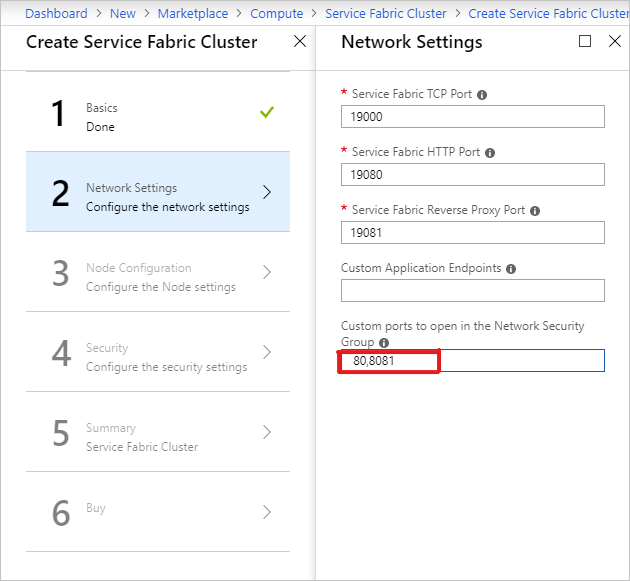 Dashboard > New > Marketplace > Compute > Service Fabric Cluster > Create Service Fabric Cluster
Create Service Fabric Cluster
1
Basics
Done
2
Network Settings
Configure the network settings
3
Node Configuration
Configure the Node settings
4
Security
Configure the security settings
5
Summary
Service Fabric Cluster
6
Buy
Network Settings
* Service Fabric TCP Port
19000
* Service Fabric HTTP Port
19080
* Service Fabric Reverse Proxy Port
19081
Custom Application Endpoints
Custom ports to open in the Network Security
Group
80,8081